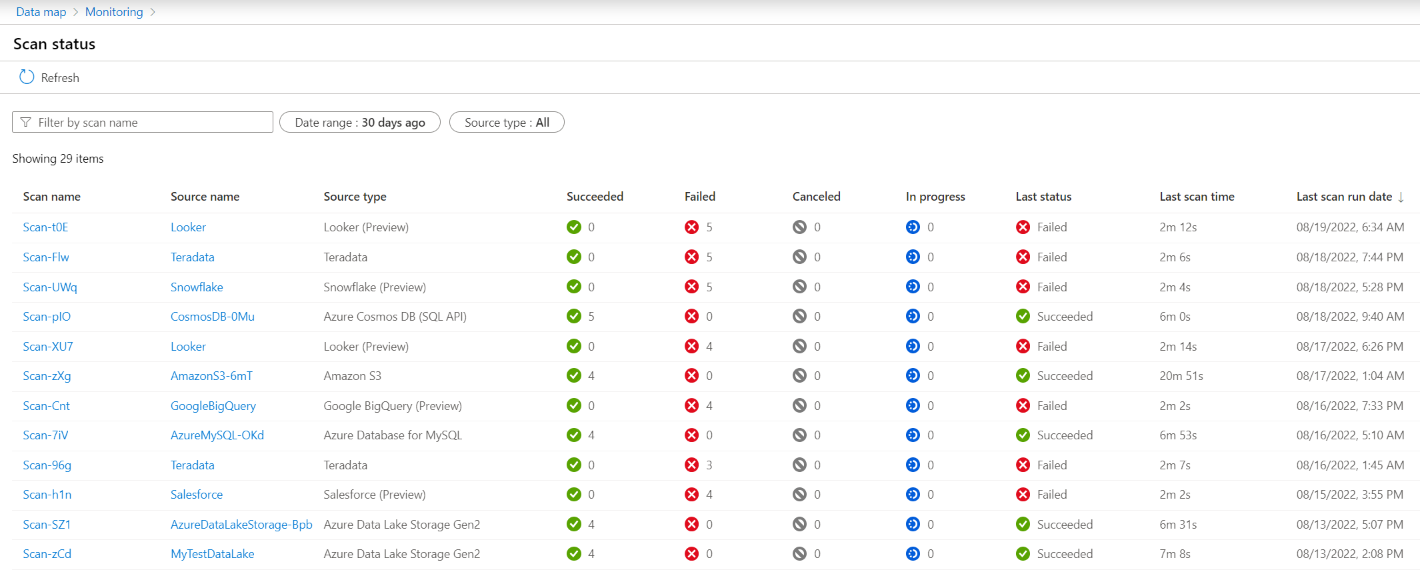 Data map > Monitoring >
Scan status
Refresh
Filter by scan name Date range : 30 days ago Source type : All
Showing 29 items
Scan name Source name Source type Succeeded Failed Canceled In progress Last status Last scan time Last scan run date ↓
Scan-t0E Looker Looker (Preview) 0 5 0 0 Failed 2m 12s 08/19/2022, 6:34 AM
Scan-Flw Teradata Teradata 0 5 0 0 Failed 2m 6s 08/18/2022, 7:44 PM
Scan-UWq Snowflake Snowflake (Preview) 0 5 0 0 Failed 2m 4s 08/18/2022, 5:28 PM
Scan-pIO CosmosDB-0Mu Azure Cosmos DB (SQL API) 5 0 0 0 Succeeded 6m 0s 08/18/2022, 9:40 AM
Scan-XU7 Looker Looker (Preview) 0 4 0 0 Failed 2m 14s 08/17/2022, 6:26 PM
Scan-zXg AmazonS3-6mT Amazon S3 4 0 0 0 Succeeded 20m 51s 08/17/2022, 1:04 AM
Scan-Cnt GoogleBigQuery Google BigQuery (Preview) 0 4 0 0 Failed 2m 2s 08/16/2022, 7:33 PM
Scan-7iV AzureMySQL-OKd Azure Database for MySQL 4 0 0 0 Succeeded 6m 53s 08/16/2022, 5:10 AM
Scan-96g Teradata Teradata 0 3 0 0 Failed 2m 7s 08/16/2022, 1:45 AM
Scan-h1n Salesforce Salesforce (Preview) 0 4 0 0 Failed 2m 2s 08/15/2022, 3:55 PM
Scan-SZ1 AzureDataLakeStorage-Bpb Azure Data Lake Storage Gen2 4 0 0 0 Succeeded 6m 31s 08/13/2022, 5:07 PM
Scan-zCd MyTestDataLake Azure Data Lake Storage Gen2 4 0 0 0 Succeeded 7m 8s 08/13/2022, 2:08 PM